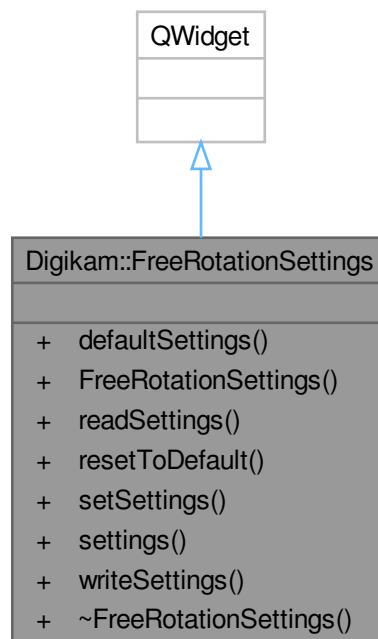 QWidget
Digikam::FreeRotationSettings
+ defaultSettings()
+ FreeRotationSettings()
+ readSettings()
+ resetToDefault()
+ setSettings()
+ settings()
+ writeSettings()
+ ~FreeRotationSettings()